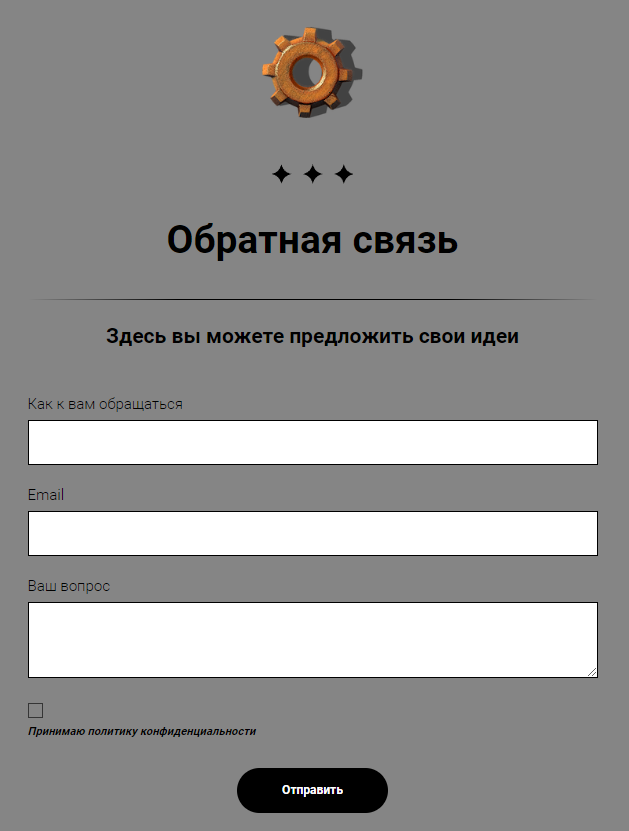 Обратная связь
Здесь вы можете предложить свои идеи
Как к вам обращаться
Email
Ваш вопрос
Принимаю политику конфиденциальности
Отправить